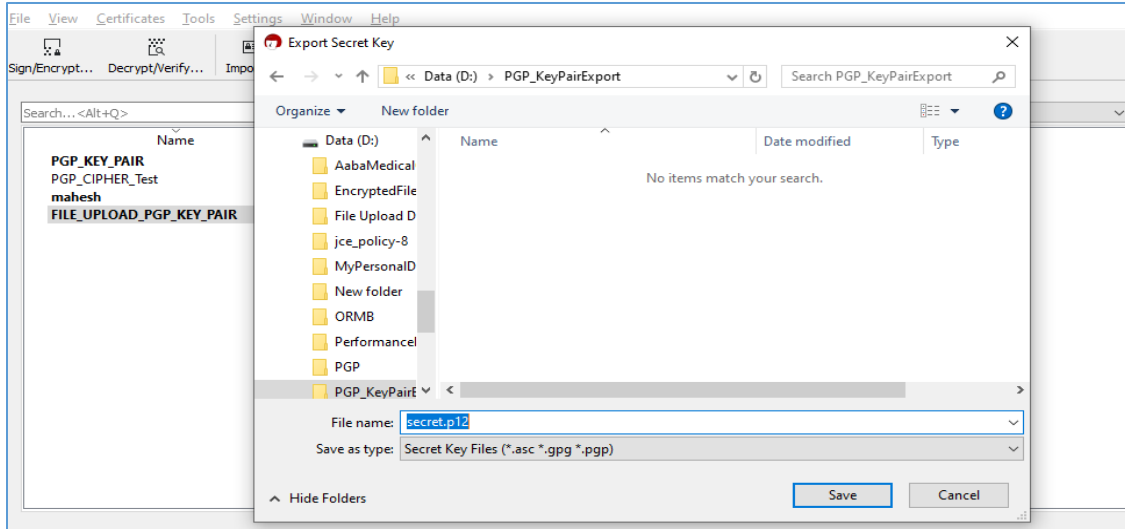 File View Certificates Tools Settings Window Help
Export Secret Key
Sign/Encrypt... Decrypt/Verify... Impo
« Data (D:) › PGP_KeyPairExport
Search PGP_KeyPairExport
Organize New folder
Search...<Alt+Q>
Name
PGP_KEY_PAIR
PGP_CIPHER_Test
mahesh
FILE_UPLOAD_PGP_KEY_PAIR
Data (D:)
AabaMedical
EncryptedFile
File Upload D
jce_policy-8
MyPersonalD
New folder
ORMB
Performancel
PGP
PGP_KeyPairE
Name Date modified Type
No items match your search.
File name: secret.p12
Save as type: Secret Key Files (*.asc *.gpg *.pgp)
Hide Folders
Save Cancel